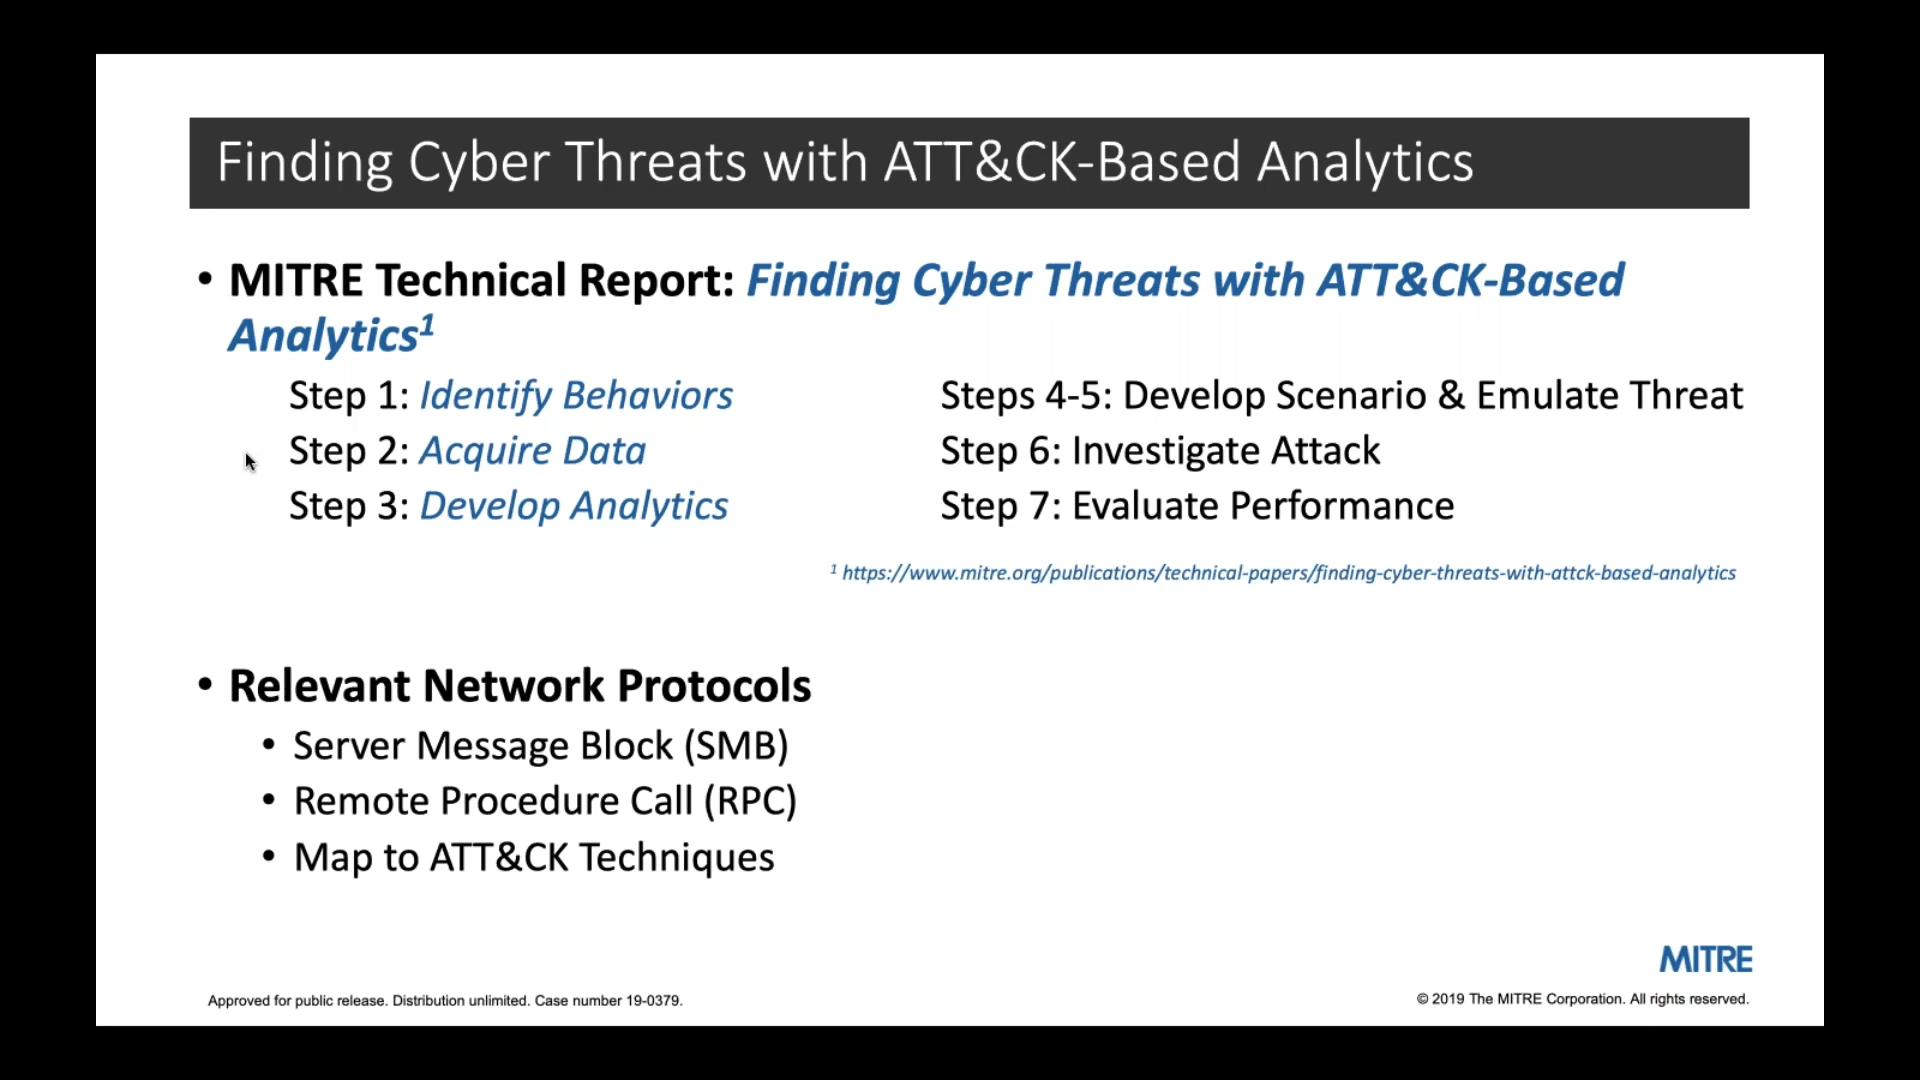 Finding Cyber Threats with ATT&CK-Based Analytics
• MITRE Technical Report: Finding Cyber Threats with ATT&CK-Based
Analytics¹
Step 1: Identify Behaviors
Step 2: Acquire Data
Step 3: Develop Analytics
Steps 4-5: Develop Scenario & Emulate Threat
Step 6: Investigate Attack
Step 7: Evaluate Performance
¹ https://www.mitre.org/publications/technical-papers/finding-cyber-threats-with-attck-based-analytics
• Relevant Network Protocols
• Server Message Block (SMB)
• Remote Procedure Call (RPC)
• Map to ATT&CK Techniques
MITRE
Approved for public release. Distribution unlimited. Case number 19-0379.
© 2019 The MITRE Corporation. All rights reserved.